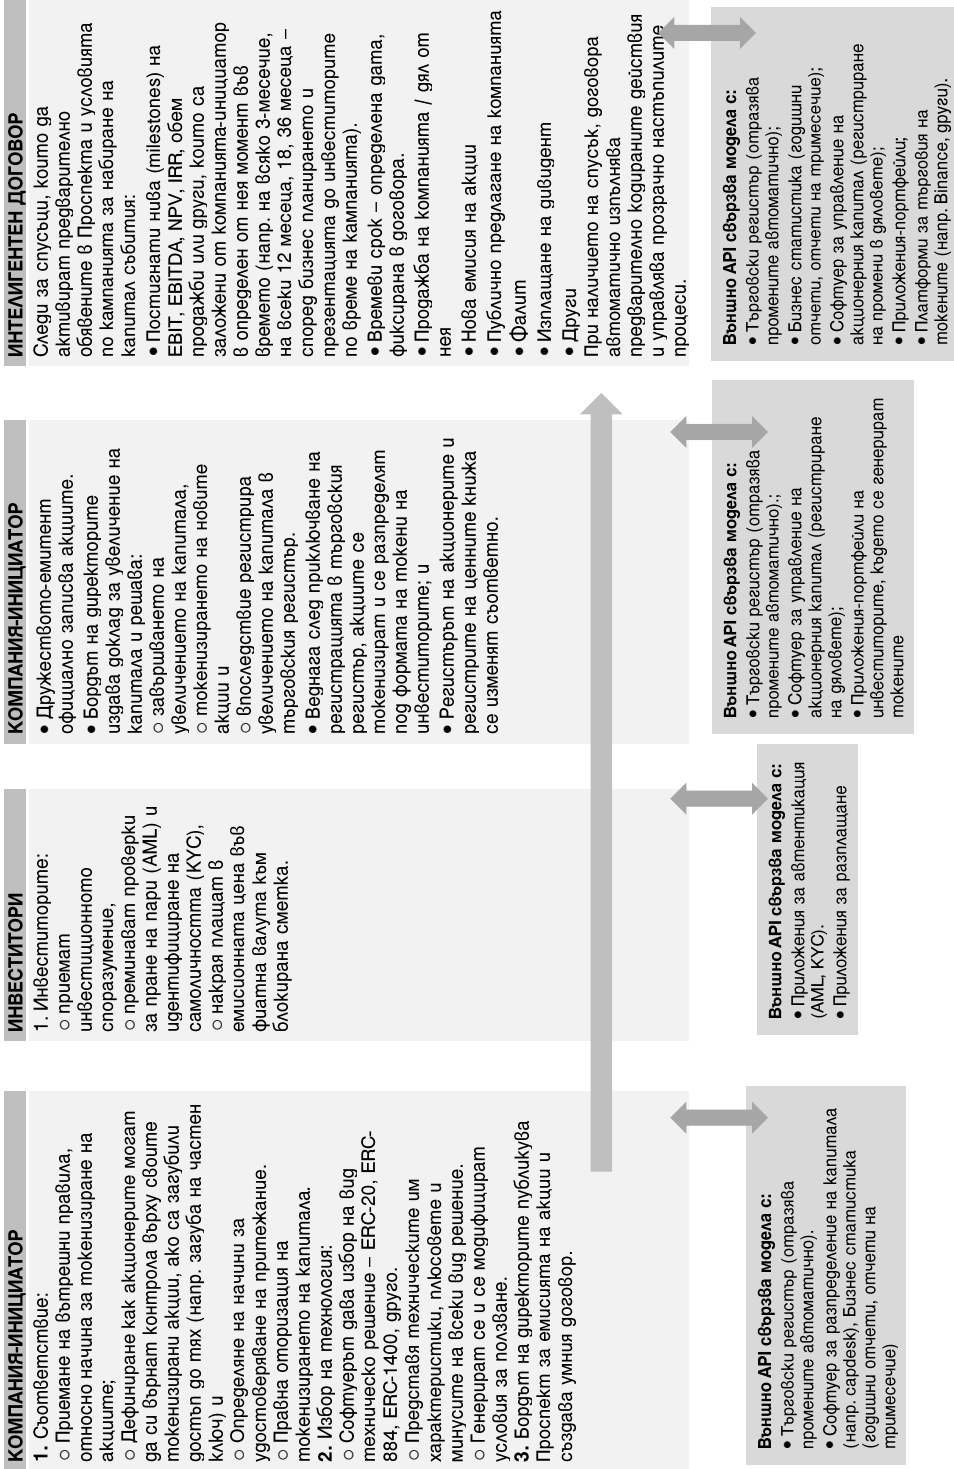 КОМПАНИЯ-ИНИЦИАТОР
1. Съответствие:
○ Приемане на вътрешни правила,
относно начина за токенизиране на
акциите;
○ Дефиниране как акционерите могат
да си върнат контрола върху своите
токенизирани акции, ако са загубили
достъп до тях (напр. загуба на частен
ключ) и
○ Определяне на начини за
удостоверяване на притежание.
○ Правна оторизация на
токенизирането на капитала.
2. Избор на технология:
○ Софтуерът дава избор на вид
техническо решение – ERC-20, ERC-
884, ERC-1400, друго.
○ Представя техническите им
характеристики, плюсовете и
минусите на всеки вид решение.
○ Генерират се и се модифицират
условия за ползване.
3. Бордът на директорите публикува
Проспект за емисията на акции и
създава умния договор.
Външно API свързва модела с:
● Търговски регистър (отразява
промените автоматично).
● Софтуер за разпределение на капитала
(напр. capdesk), Бизнес статистика
(годишни отчети, отчети на
тримесечие)
ИНВЕСТИТОРИ
1. Инвеститорите:
○ приемат
инвестиционното
споразумение,
○ преминават проверки
за пране на пари (AML) и
идентифициране на
самоличността (KYC),
○ накрая плащат в
емисионната цена във
фиатна валута към
блокирана сметка.
Външно API свързва модела с:
● Приложения за автентикация
(AML, KYC).
● Приложения за разплащане
КОМПАНИЯ-ИНИЦИАТОР
● Дружеството-емитент
официално записва акциите.
● Бордът на директорите
издава доклад за увеличение на
капитала и решава:
○ завършването на
увеличението на капитала,
○ токенизирането на новите
акции и
○ впоследствие регистрира
увеличението на капитала в
търговския регистър.
● Веднага след приключване на
регистрацията в търговския
регистър, акциите се
токенизират и се разпределят
под формата на токени на
инвеститорите; и
● Регистърът на акционерите и
регистрите на ценните книжа
се изменят съответно.
Външно API свързва модела с:
● Търговски регистър (отразява
промените автоматично).;
● Софтуер за управление на
акционерния капитал (регистриране
на дяловете);
● Приложения-портфейли на
инвеститорите, където се генерират
токените
ИНТЕЛИГЕНТЕН ДОГОВОР
Следи за спусъци, които да
активират предварително
обявените в Проспекта и условията
по кампанията за набиране на
капитал събития:
● Постигнати нива (milestones) на
EBIT, EBITDA, NPV, IRR, обем
продажби или други, които са
заложени от компанията-инициатор
в определен от нея момент във
времето (напр. на всяко 3-месечие,
на всеки 12 месеца, 18, 36 месеца –
според бизнес планирането и
презентацията до инвеститорите
по време на кампанията).
● Времеви срок – определена дата,
фиксирана в договора.
● Продажба на компанията / дял от
нея
● Нова емисия на акции
● Публично предлагане на компанията
● Фалит
● Изплащане на дивидент
● Други
При наличието на спусък, договора
автоматично изпълнява
предварително кодираните действия
и управлява прозрачно настъпилите
процеси.
Външно API свързва модела с:
● Търговски регистър (отразява
промените автоматично);
● Бизнес статистика (годишни
отчети, отчети на тримесечие);
● Софтуер за управление на
акционерния капитал (регистриране
на промени в дяловете);
● Приложения-портфейли;
● Платформи за търговия на
токените (напр. Binance, други).